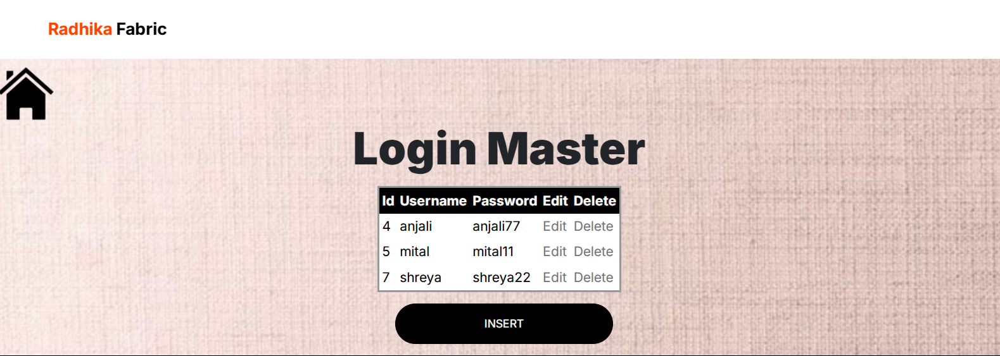 Radhika Fabric
Login Master
Id Username Password Edit Delete
4 anjali anjali77 Edit Delete
5 mital mital11 Edit Delete
7 shreya shreya22 Edit Delete
INSERT